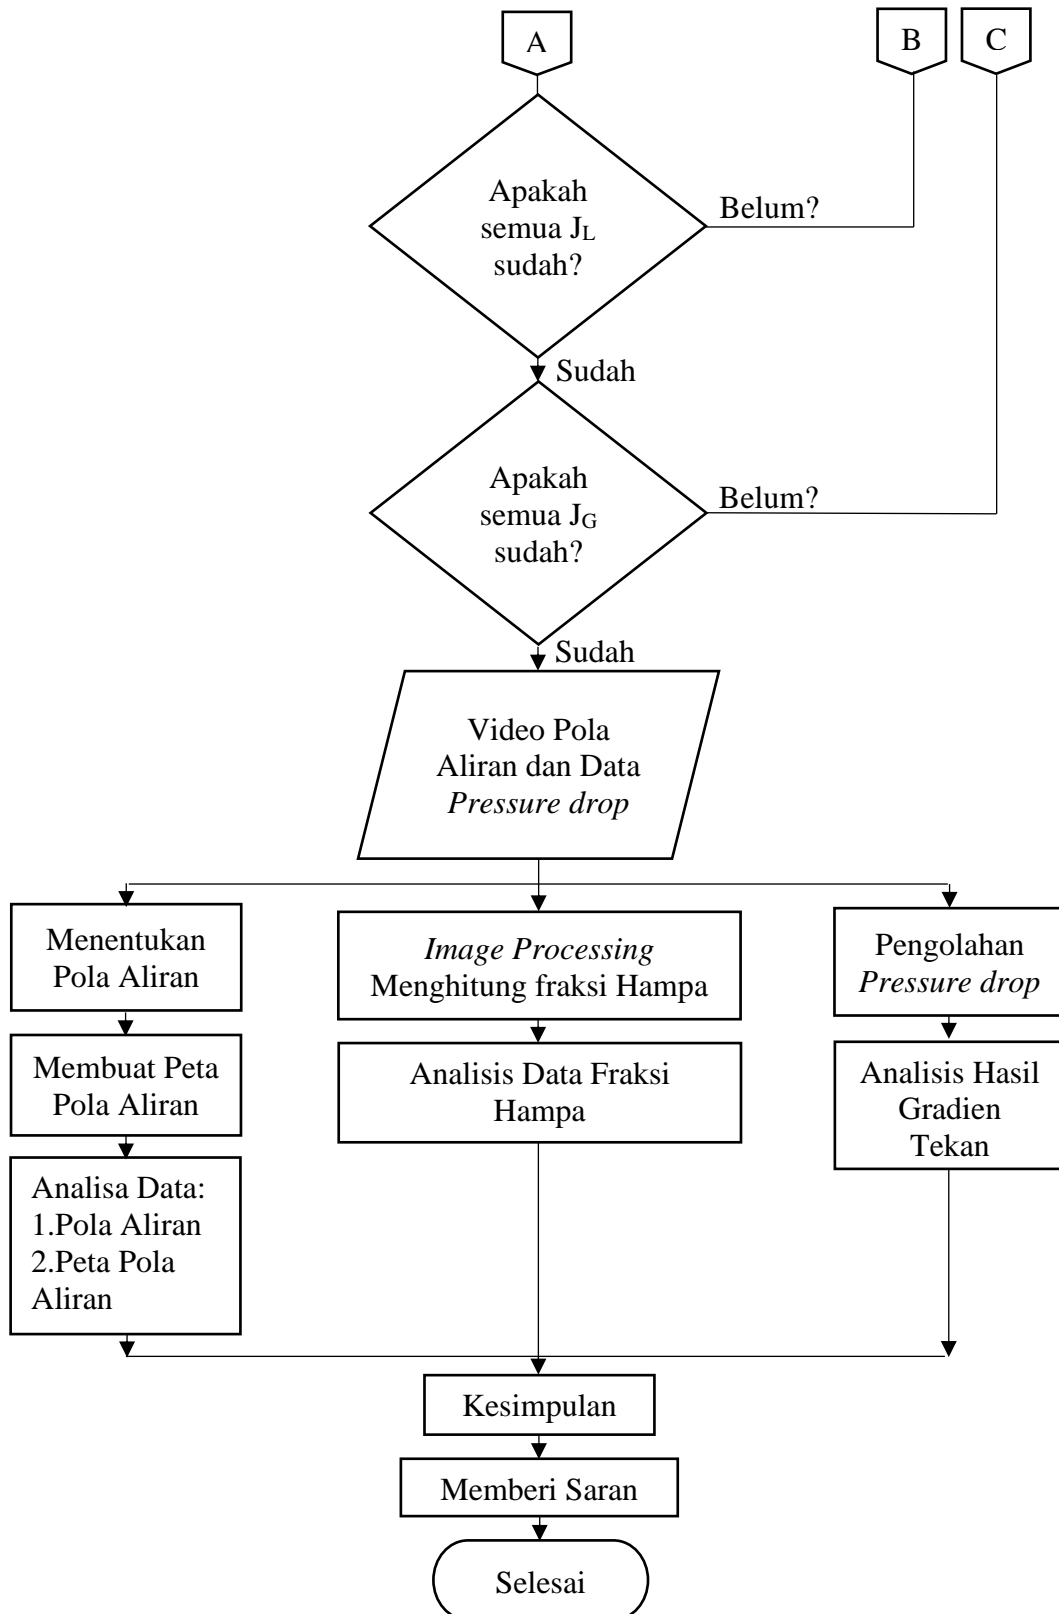 A
B
C
Apakah
semua JL
sudah?
Belum?
Sudah
Apakah
semua JG
sudah?
Belum?
Sudah
Video Pola
Aliran dan Data
Pressure drop
Menentukan
Pola Aliran
Image Processing
Menghitung fraksi Hampa
Pengolahan
Pressure drop
Membuat Peta
Pola Aliran
Analisis Data Fraksi
Hampa
Analisis Hasil
Gradien
Tekan
Analisa Data:
1.Pola Aliran
2.Peta Pola
Aliran
Kesimpulan
Memberi Saran
Selesai